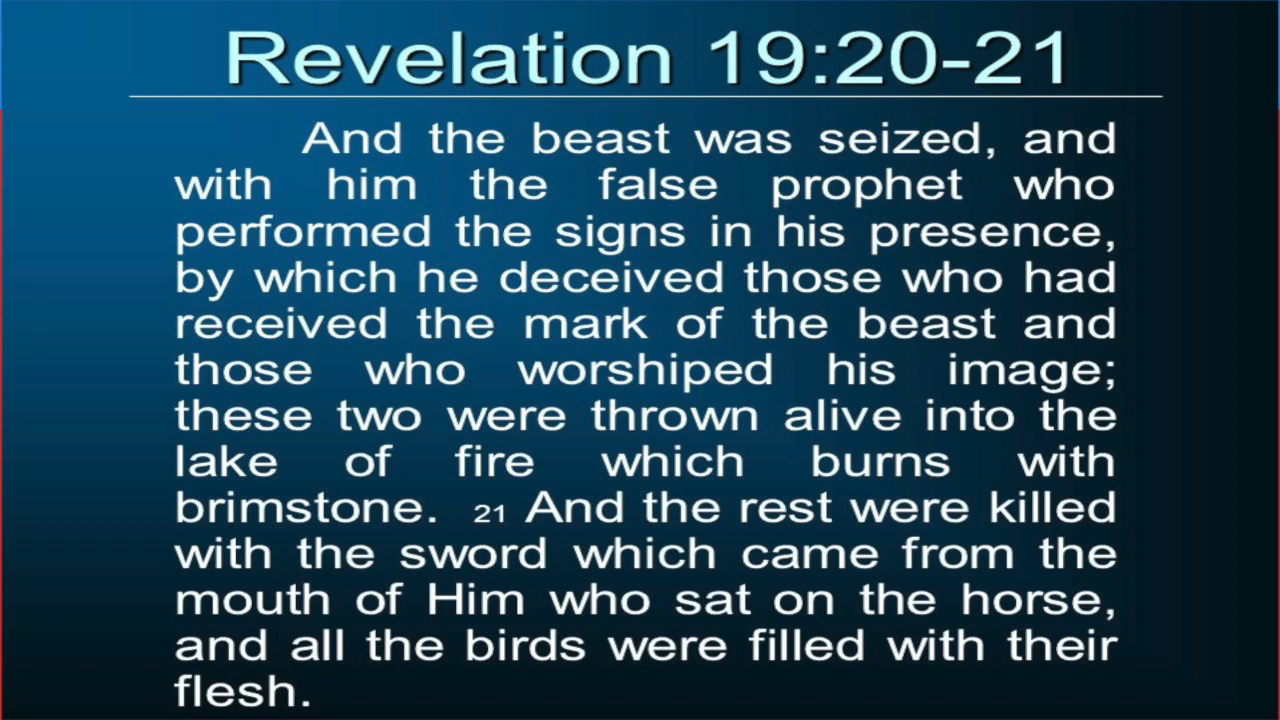 Revelation 19:20-21
And the beast was seized, and
with him the false prophet who
performed the signs in his presence,
by which he deceived those who had
received the mark of the beast and
those who worshiped his image;
these two were thrown alive into the
lake of fire which burns with
brimstone. 21 And the rest were killed
with the sword which came from the
mouth of Him who sat on the horse,
and all the birds were filled with their
flesh.